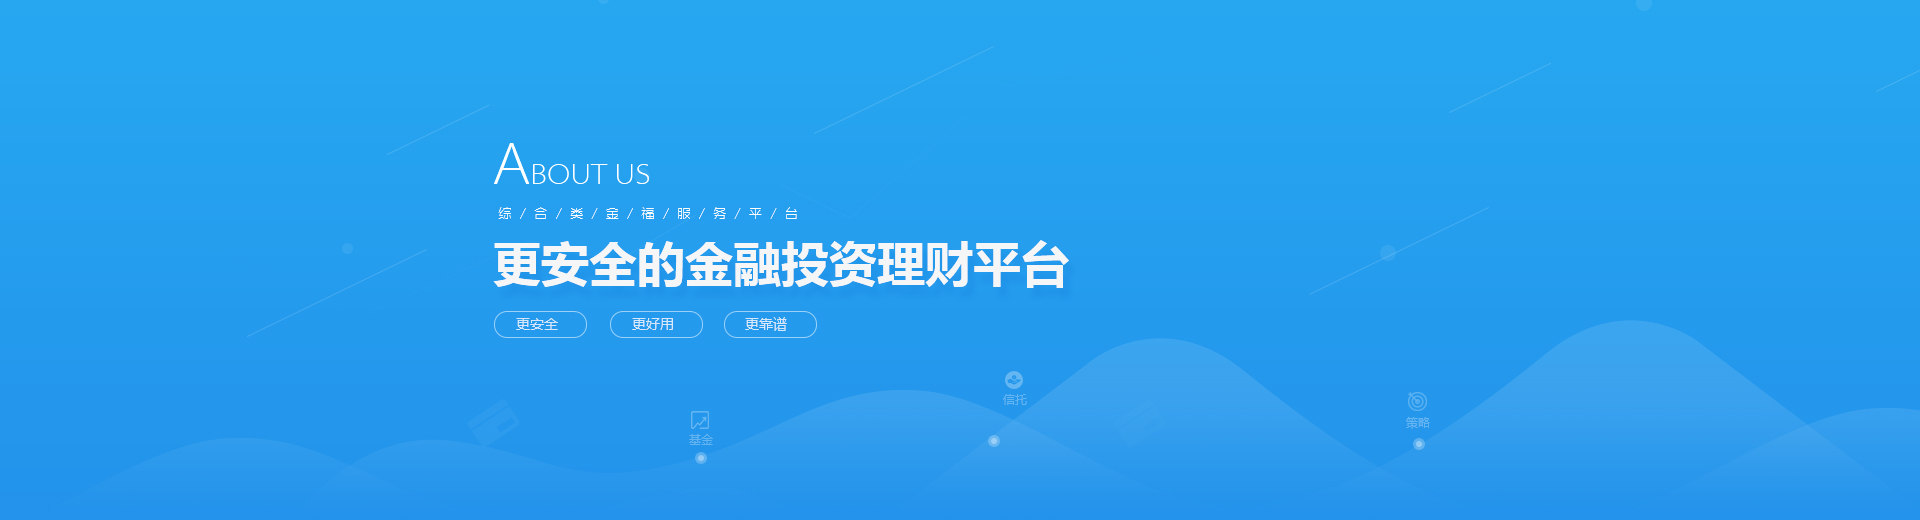 ABOUT US
综 / 合 / 类 / 金 / 福 / 服 / 务 / 平 / 台
更安全的金融投资理财平台
更安全 更好用 更靠谱
信托
策略
基金